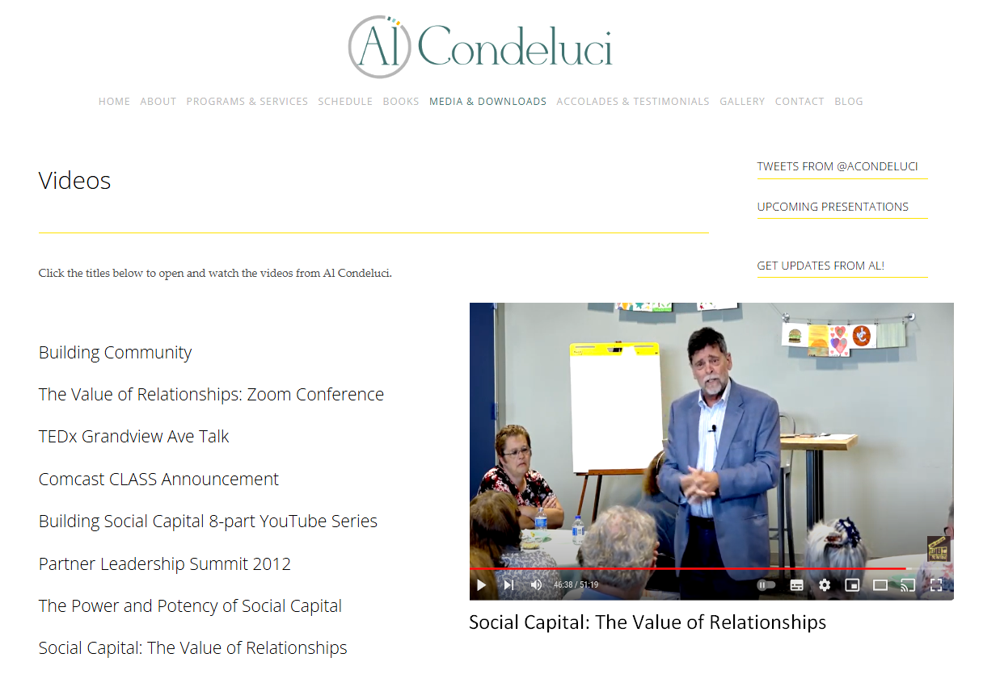 Al Condeluci
HOME ABOUT PROGRAMS & SERVICES SCHEDULE BOOKS MEDIA & DOWNLOADS ACCOLADES & TESTIMONIALS GALLERY CONTACT BLOG
Videos
Click the titles below to open and watch the videos from Al Condeluci.
Building Community
The Value of Relationships: Zoom Conference
TEDx Grandview Ave Talk
Comcast CLASS Announcement
Building Social Capital 8-part YouTube Series
Partner Leadership Summit 2012
The Power and Potency of Social Capital
Social Capital: The Value of Relationships
TWEETS FROM @ACONDELUCI
UPCOMING PRESENTATIONS
GET UPDATES FROM AL!
46:38 / 51:19
Social Capital: The Value of Relationships